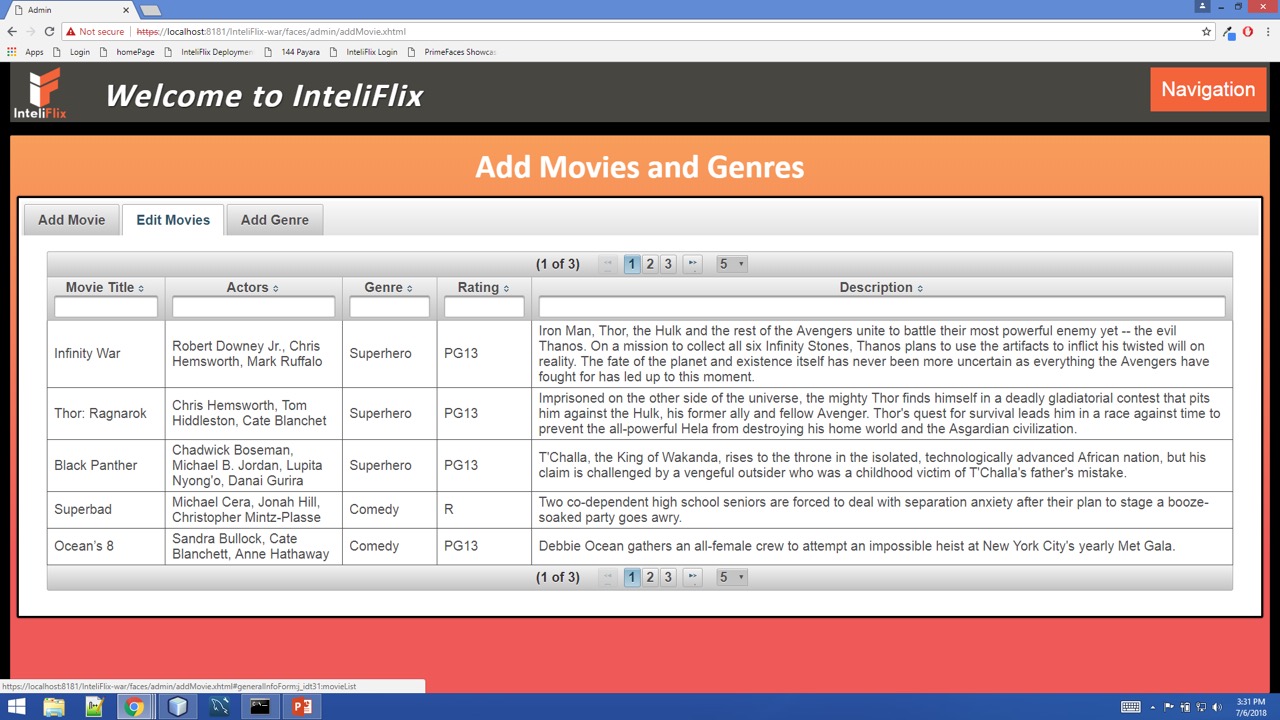 Admin
Not secure https://localhost:8181/InteliFlix-war/faces/admin/addMovie.xhtml
Apps Login homePage InteliFlix Deploymen 144 Payara InteliFlix Login PrimeFaces Showcas
InteliFlix
Welcome to InteliFlix
Navigation
Add Movies and Genres
Add Movie Edit Movies Add Genre
(1 of 3) 1 2 3 5
Movie Title Actors Genre Rating Description
Infinity War
Robert Downey Jr., Chris
Hemsworth, Mark Ruffalo
Superhero
PG13
Iron Man, Thor, the Hulk and the rest of the Avengers unite to battle their most powerful enemy yet -- the evil
Thanos. On a mission to collect all six Infinity Stones, Thanos plans to use the artifacts to inflict his twisted will on
reality. The fate of the planet and existence itself has never been more uncertain as everything the Avengers have
fought for has led up to this moment.
Thor: Ragnarok
Chris Hemsworth, Tom
Hiddleston, Cate Blanchet
Superhero
PG13
Imprisoned on the other side of the universe, the mighty Thor finds himself in a deadly gladiatorial contest that pits
him against the Hulk, his former ally and fellow Avenger. Thor's quest for survival leads him in a race against time to
prevent the all-powerful Hela from destroying his home world and the Asgardian civilization.
Black Panther
Chadwick Boseman,
Michael B. Jordan, Lupita
Nyong'o, Danai Gurira
Superhero
PG13
T'Challa, the King of Wakanda, rises to the throne in the isolated, technologically advanced African nation, but his
claim is challenged by a vengeful outsider who was a childhood victim of T'Challa's father's mistake.
Superbad
Michael Cera, Jonah Hill,
Christopher Mintz-Plasse
Comedy
R
Two co-dependent high school seniors are forced to deal with separation anxiety after their plan to stage a booze-
soaked party goes awry.
Ocean's 8
Sandra Bullock, Cate
Blanchett, Anne Hathaway
Comedy
PG13
Debbie Ocean gathers an all-female crew to attempt an impossible heist at New York City's yearly Met Gala.
(1 of 3) 1 2 3 5
https://localhost:8181/InteliFlix-war/faces/admin/addMovie.xhtml#generalInfoForm:j_idt31:movieList
3:31 PM
7/6/2018